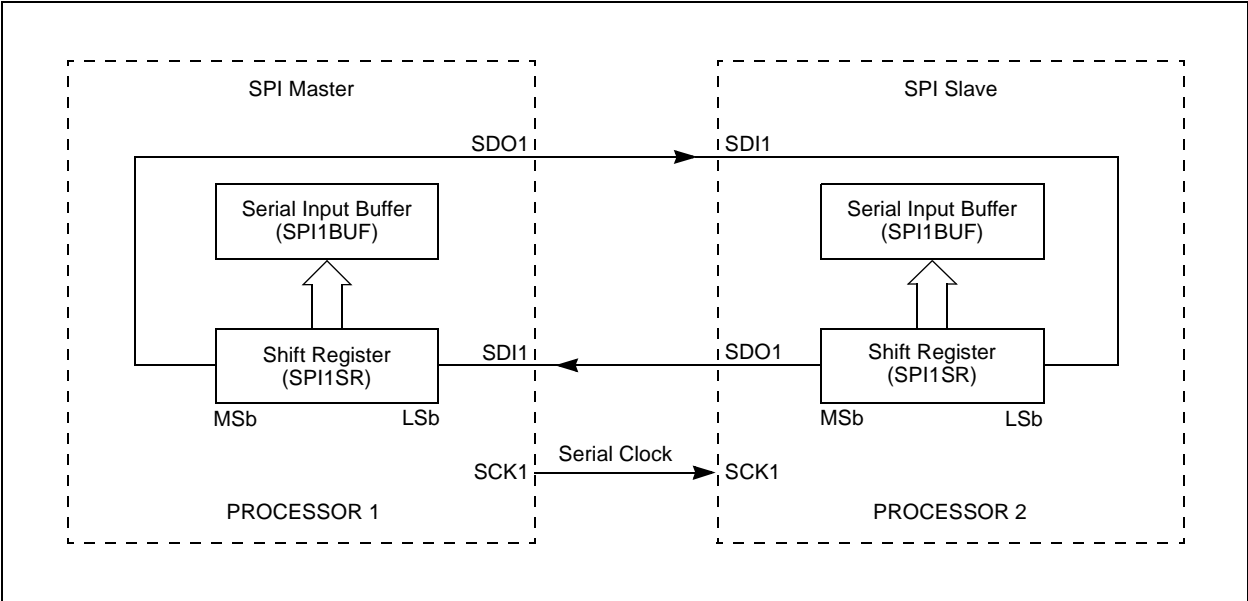 SPI Master
SPI Slave
SDO1
SDI1
Serial Input Buffer
(SPI1BUF)
Serial Input Buffer
(SPI1BUF)
Shift Register
(SPI1SR)
SDI1
SDO1
Shift Register
(SPI1SR)
MSb
LSb
MSb
LSb
Serial Clock
SCK1
SCK1
PROCESSOR 1
PROCESSOR 2